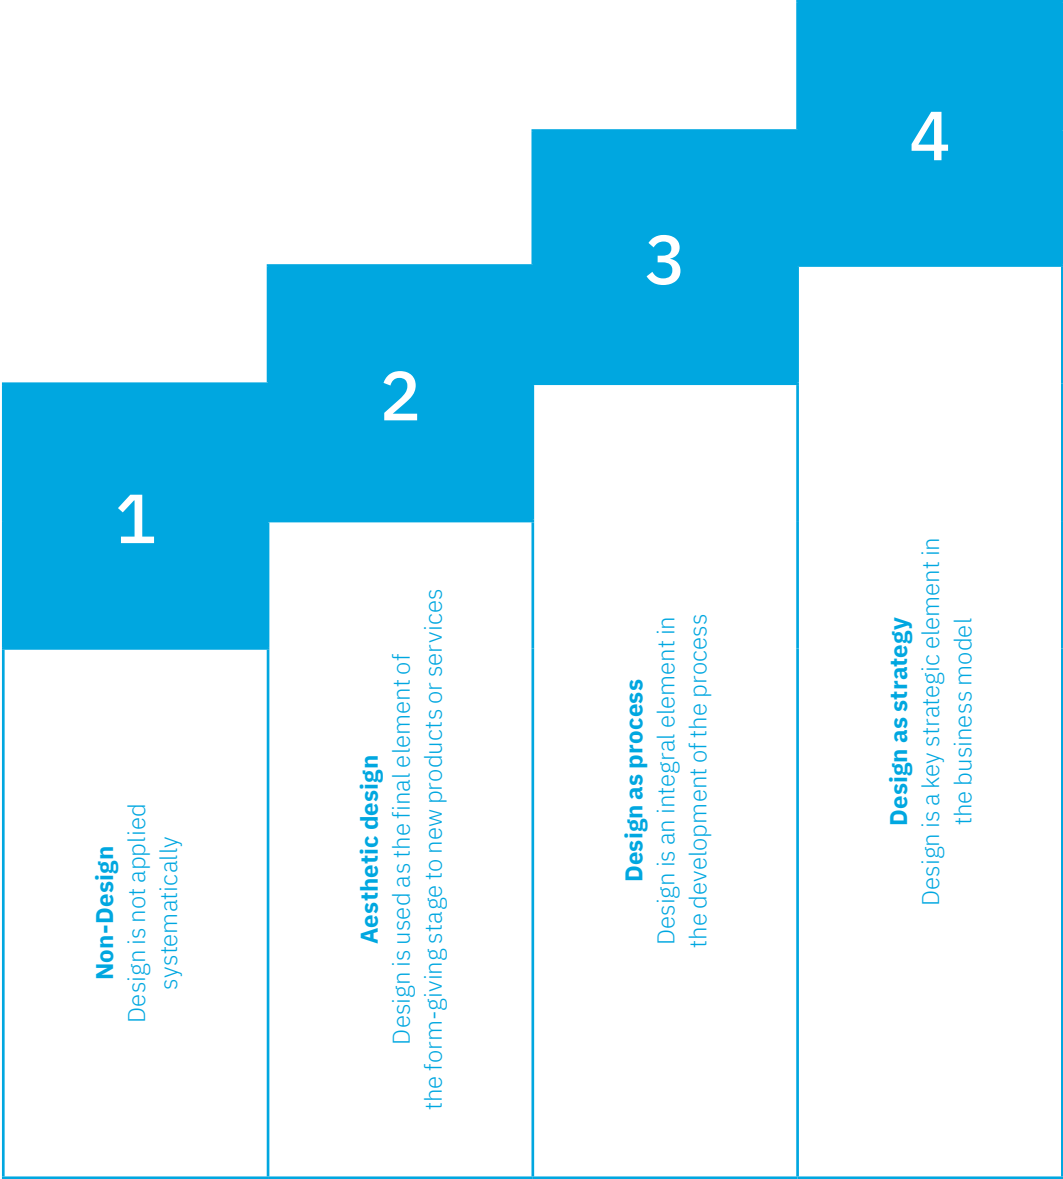 1
Non-Design
Design is not applied
systematically
2
Aesthetic design
Design is used as the final element of
the form-giving stage to new products or services
3
Design as process
Design is an integral element in
the development of the process
4
Design as strategy
Design is a key strategic element in
the business model